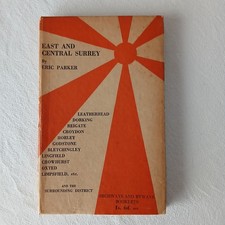 EAST AND
CENTRAL SURREY
By
ERIC PARKER
LEATHERHEAD
DORKING
REIGATE
CROYDON
HORLEY
GODSTONE
BLETCHINGLEY
LINGFIELD
CROWHURST
OXTED
LIMPSFIELD, etc.
AND THE
SURROUNDING DISTRICT